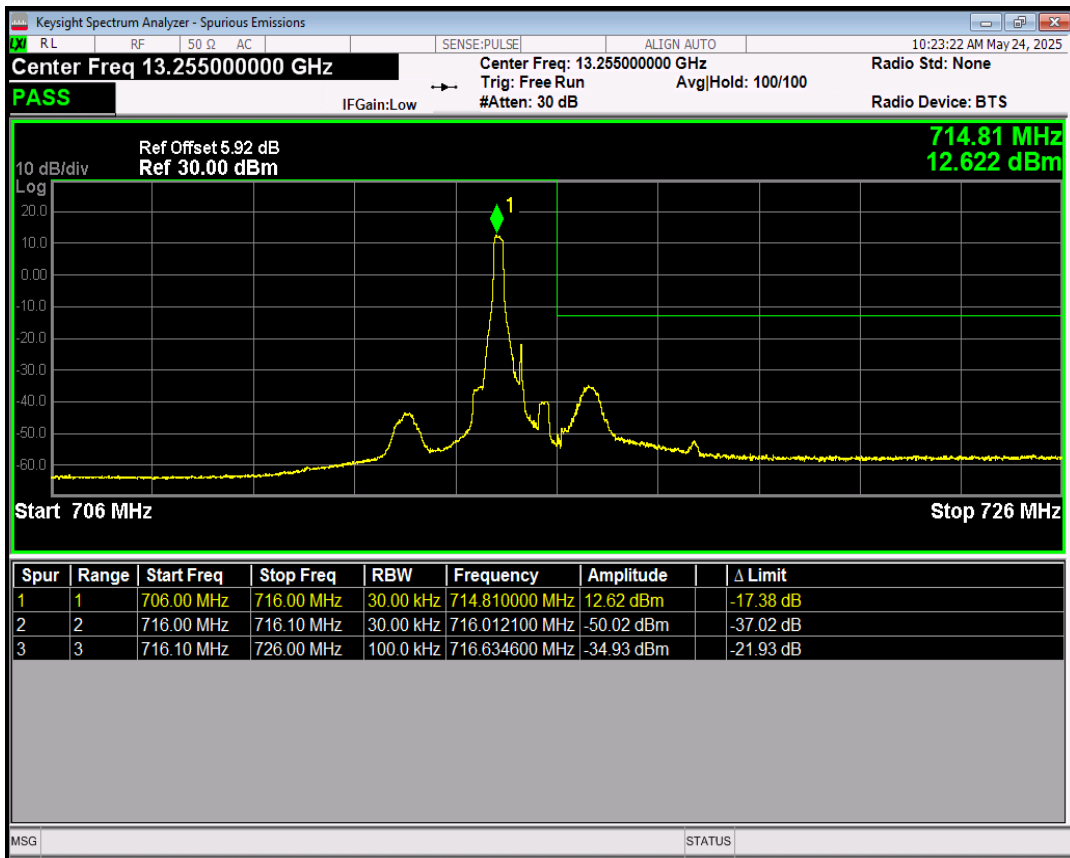 Keysight Spectrum Analyzer - Spurious Emissions
LXI RL RF 50 Ω AC SENSE:PULSE ALIGN AUTO 10:23:22 AM May 24, 2025
Center Freq 13.255000000 GHz Center Freq: 13.255000000 GHz Radio Std: None
Trig: Free Run Avg|Hold: 100/100
PASS IFGain:Low #Atten: 30 dB Radio Device: BTS
714.81 MHz
Ref Offset 5.92 dB
10 dB/div Ref 30.00 dBm 12.622 dBm
Log
1
20.0
10.0
0.00
-10.0
-20.0
-30.0
-40.0
-50.0
-60.0
Start 706 MHz Stop 726 MHz
Spur Range Start Freq Stop Freq RBW Frequency Amplitude Δ Limit
1 1 706.00 MHz 716.00 MHz 30.00 kHz 714.810000 MHz 12.62 dBm -17.38 dB
2 2 716.00 MHz 716.10 MHz 30.00 kHz 716.012100 MHz -50.02 dBm -37.02 dB
3 3 716.10 MHz 726.00 MHz 100.0 kHz 716.634600 MHz -34.93 dBm -21.93 dB
MSG STATUS